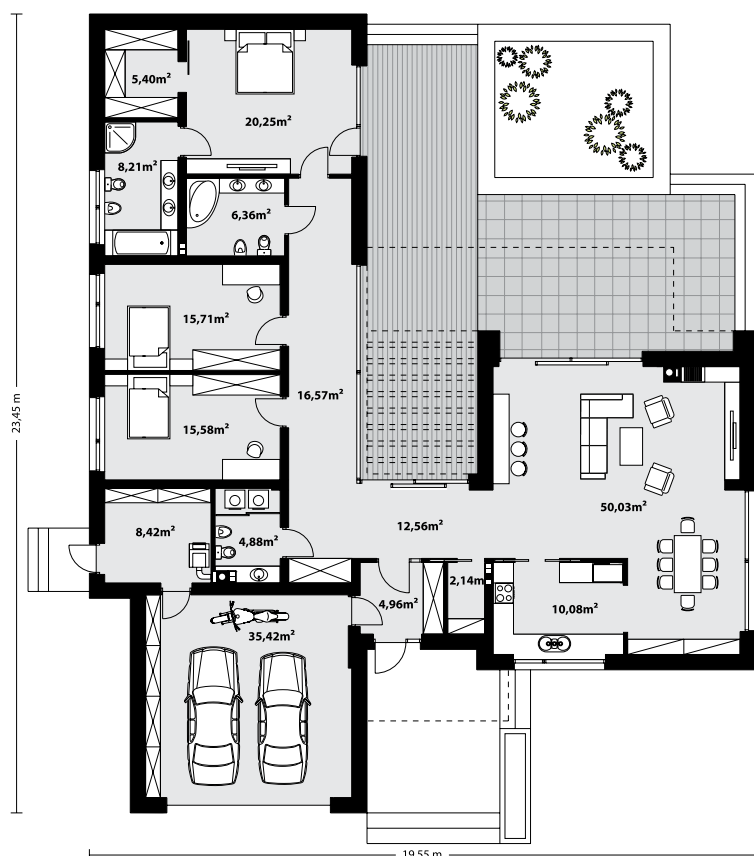 5,40m²
20,25m²
8,21m²
6,36m²
15,71m²
16,57m²
15,58m²
23,45 m
50,03m²
12,56m²
8,42m²
4,88m²
2,14m
4,96m²
10,08m²
35,42m²
19,55 m